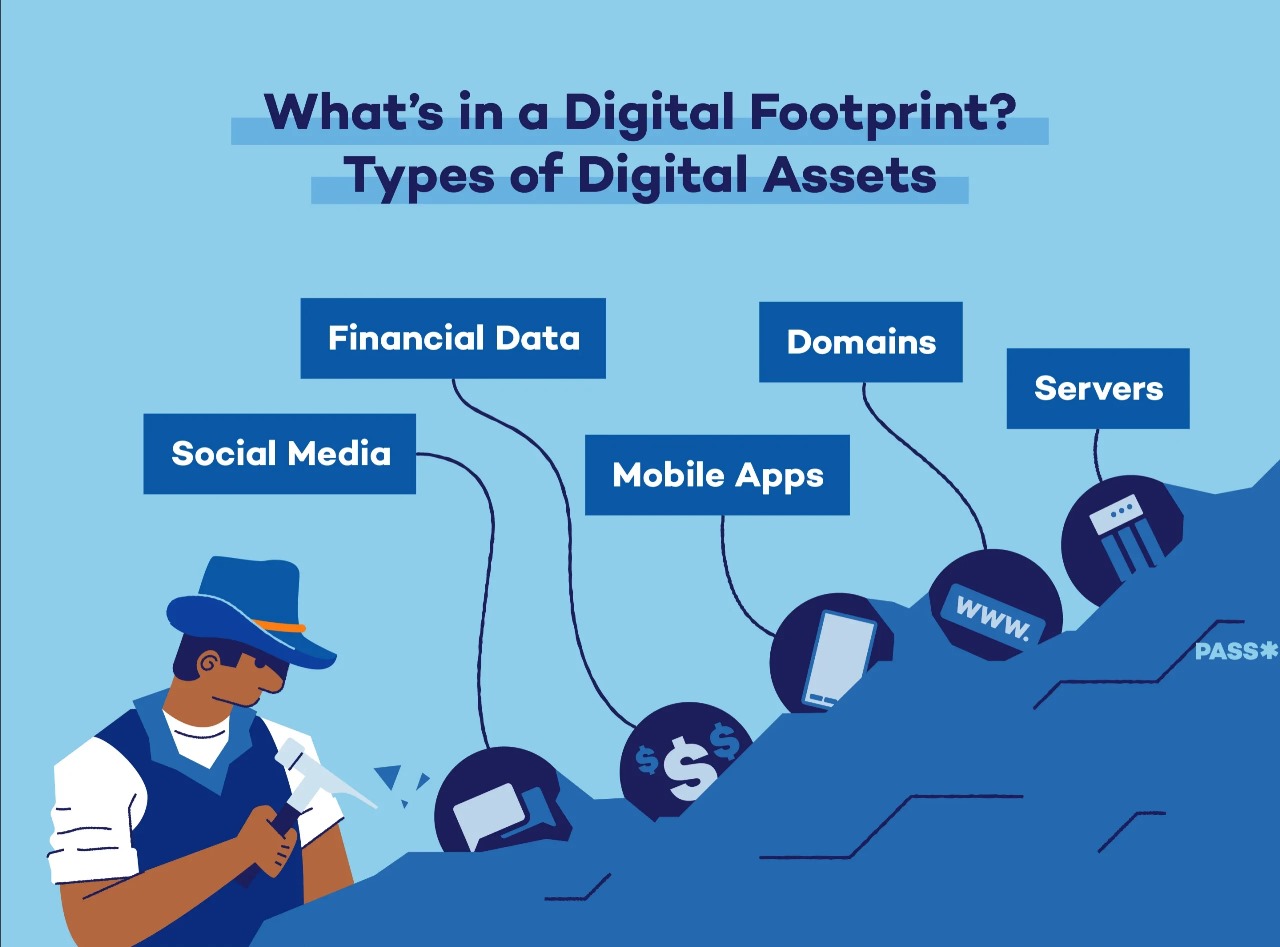 What's in a Digital Footprint?
Types of Digital Assets
Financial Data
Domains
Servers
Social Media
Mobile Apps
WWW.
PASS*
$ $ $